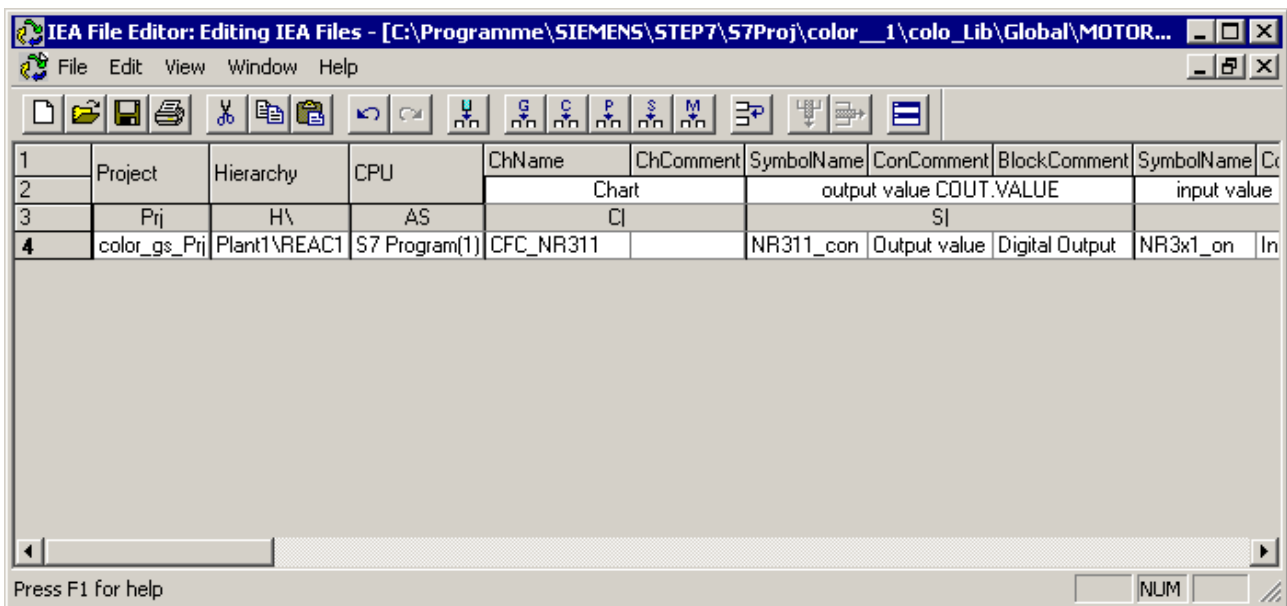 IEA File Editor: Editing IEA Files - [C:\Programme\SIEMENS\STEP7\S7Proj\color__1\colo_Lib\Global\MOTOR...
File Edit View Window Help
U G C P S M
1 Project Hierarchy CPU ChName ChComment SymbolName ConComment BlockComment SymbolName Co
2 Chart output value COUT.VALUE input value
3 Prj H\ AS C| S|
4 color_gs_Prj Plant1\REAC1 S7 Program(1) CFC_NR311 NR311_con Output value Digital Output NR3x1_on In
Press F1 for help NUM